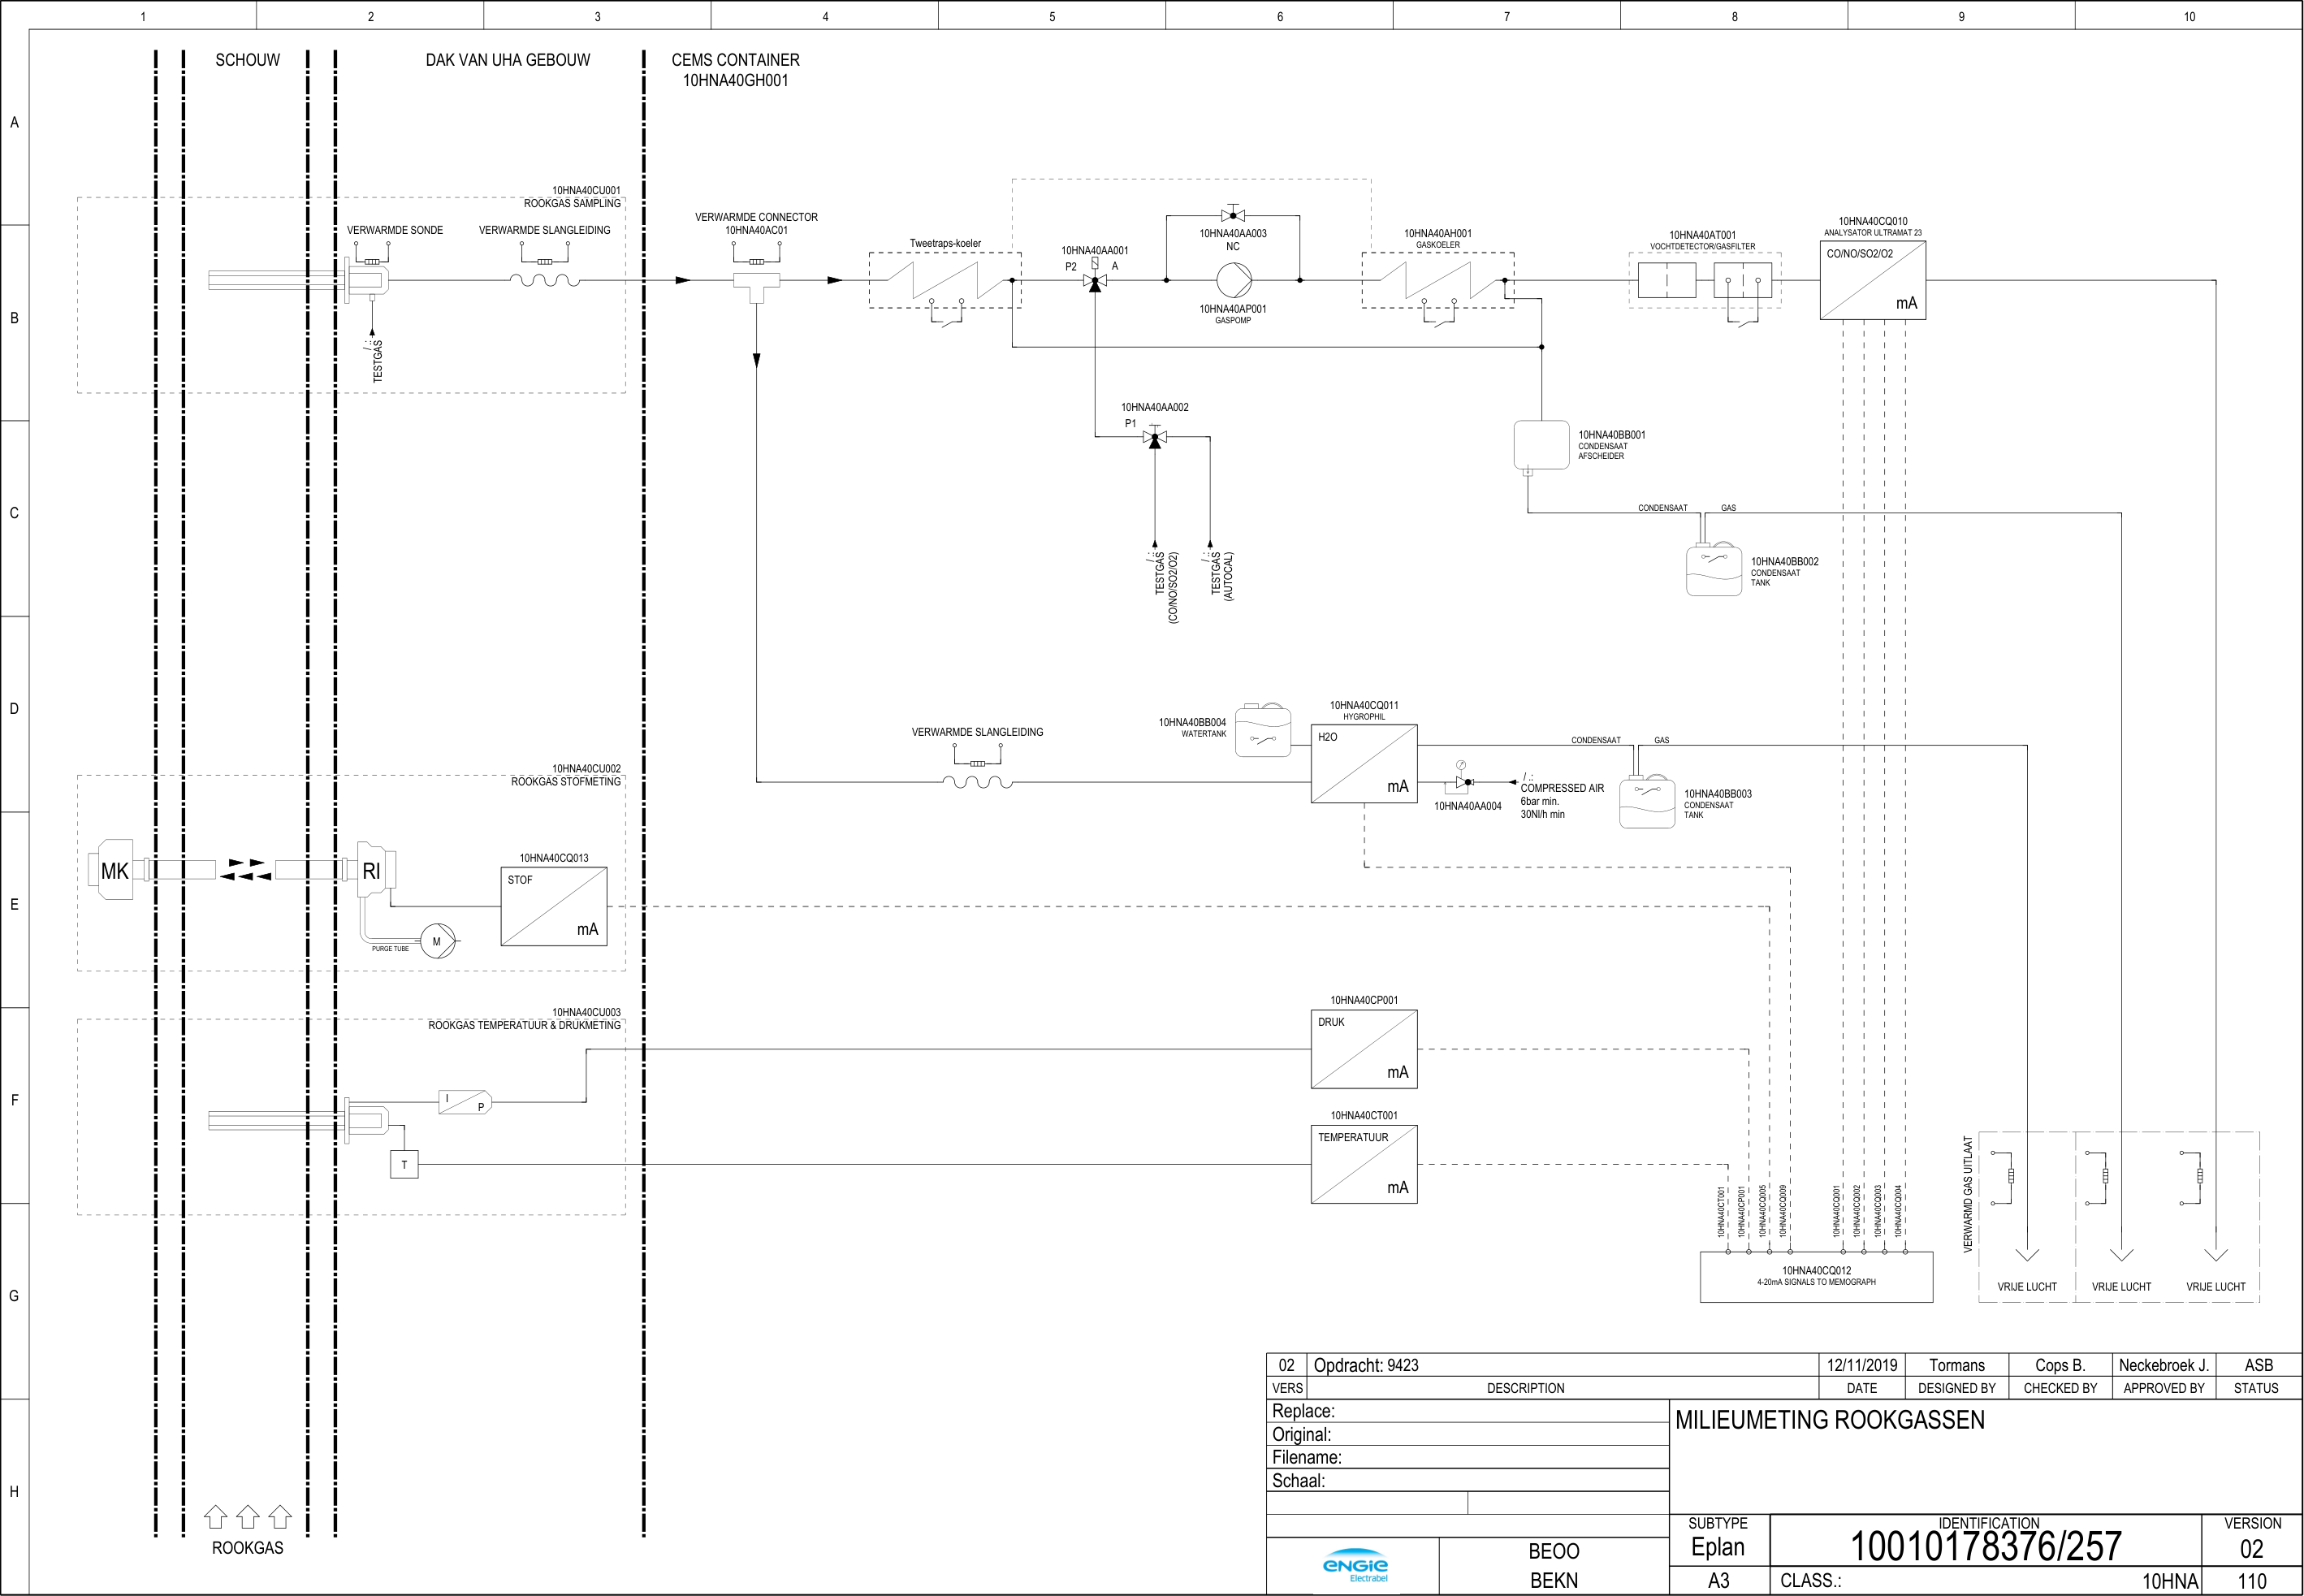 1 2 3 4 5 6 7 8 9 10
A
B
C
D
E
F
G
H
SCHOUW
DAK VAN UHA GEBOUW
CEMS CONTAINER
10HNA40GH001
10HNA40CU001
ROOKGAS SAMPLING
VERWARMDE SONDE
VERWARMDE SLANGLEIDING
/ .:
TESTGAS
VERWARMDE CONNECTOR
10HNA40AC01
Tweetraps-koeler
10HNA40AA001
P2
A
10HNA40AA003
NC
10HNA40AP001
GASPOMP
10HNA40AH001
GASKOELER
10HNA40AT001
VOCHTDETECTOR/GASFILTER
10HNA40CQ010
ANALYSATOR ULTRAMAT 23
CO/NO/SO2/O2
mA
10HNA40AA002
P1
/ .:
TESTGAS
(CO/NO/SO2/O2)
/ .:
TESTGAS
(AUTOCAL)
10HNA40BB001
CONDENSAAT
AFSCHEIDER
CONDENSAAT
GAS
10HNA40BB002
CONDENSAAT
TANK
VERWARMDE SLANGLEIDING
10HNA40BB004
WATERTANK
10HNA40CQ011
HYGROPHIL
H2O
mA
10HNA40AA004
/ .:
COMPRESSED AIR
6bar min.
30Nl/h min
CONDENSAAT
GAS
10HNA40BB003
CONDENSAAT
TANK
10HNA40CU002
ROOKGAS STOFMETING
MK
RI
PURGE TUBE
M
10HNA40CQ013
STOF
mA
10HNA40CU003
ROOKGAS TEMPERATUUR & DRUKMETING
I
P
T
10HNA40CP001
DRUK
mA
10HNA40CT001
TEMPERATUUR
mA
10HNA40CT001
10HNA40CP001
10HNA40CQ005
10HNA40CQ009
10HNA40CQ001
10HNA40CQ002
10HNA40CQ003
10HNA40CQ004
10HNA40CQ012
4-20mA SIGNALS TO MEMOGRAPH
VERWARMD GAS UITLAAT
VRIJE LUCHT
VRIJE LUCHT
VRIJE LUCHT
ROOKGAS
02 Opdracht: 9423 12/11/2019 Tormans Cops B. Neckebroek J. ASB
VERS DESCRIPTION DATE DESIGNED BY CHECKED BY APPROVED BY STATUS
Replace:
Original:
Filename:
Schaal:
MILIEUMETING ROOKGASSEN
ENGIE
Electrabel
BEOO
BEKN
SUBTYPE
Eplan
A3
IDENTIFICATION
10010178376/257
CLASS.: 10HNA
VERSION
02
110